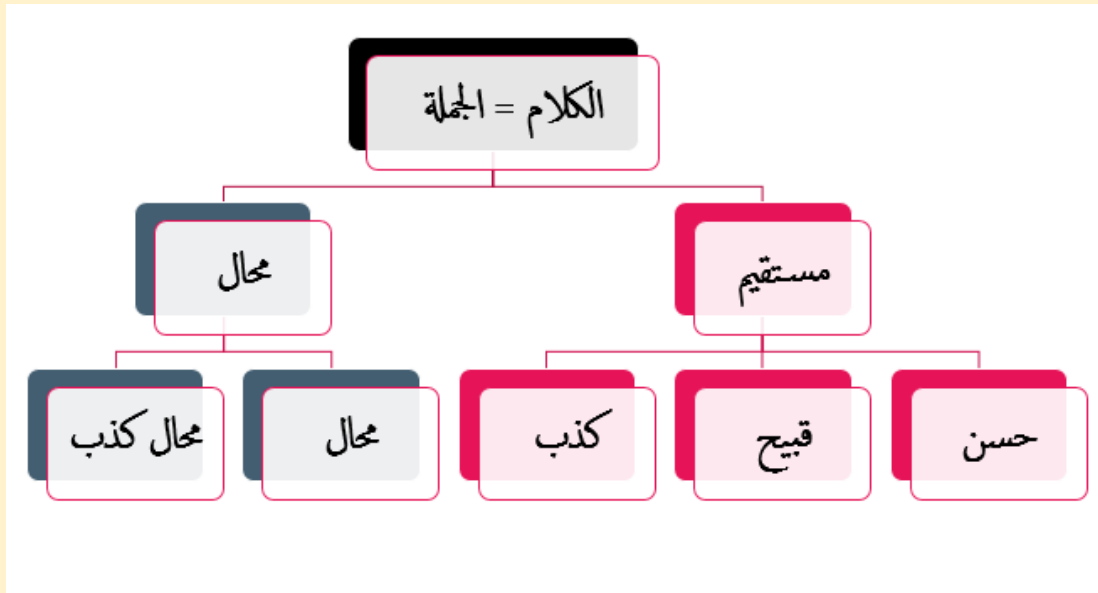 الكلام = الجملة
مستقيم
محال
حسن
قبيح
كذب
محال
محال كذب